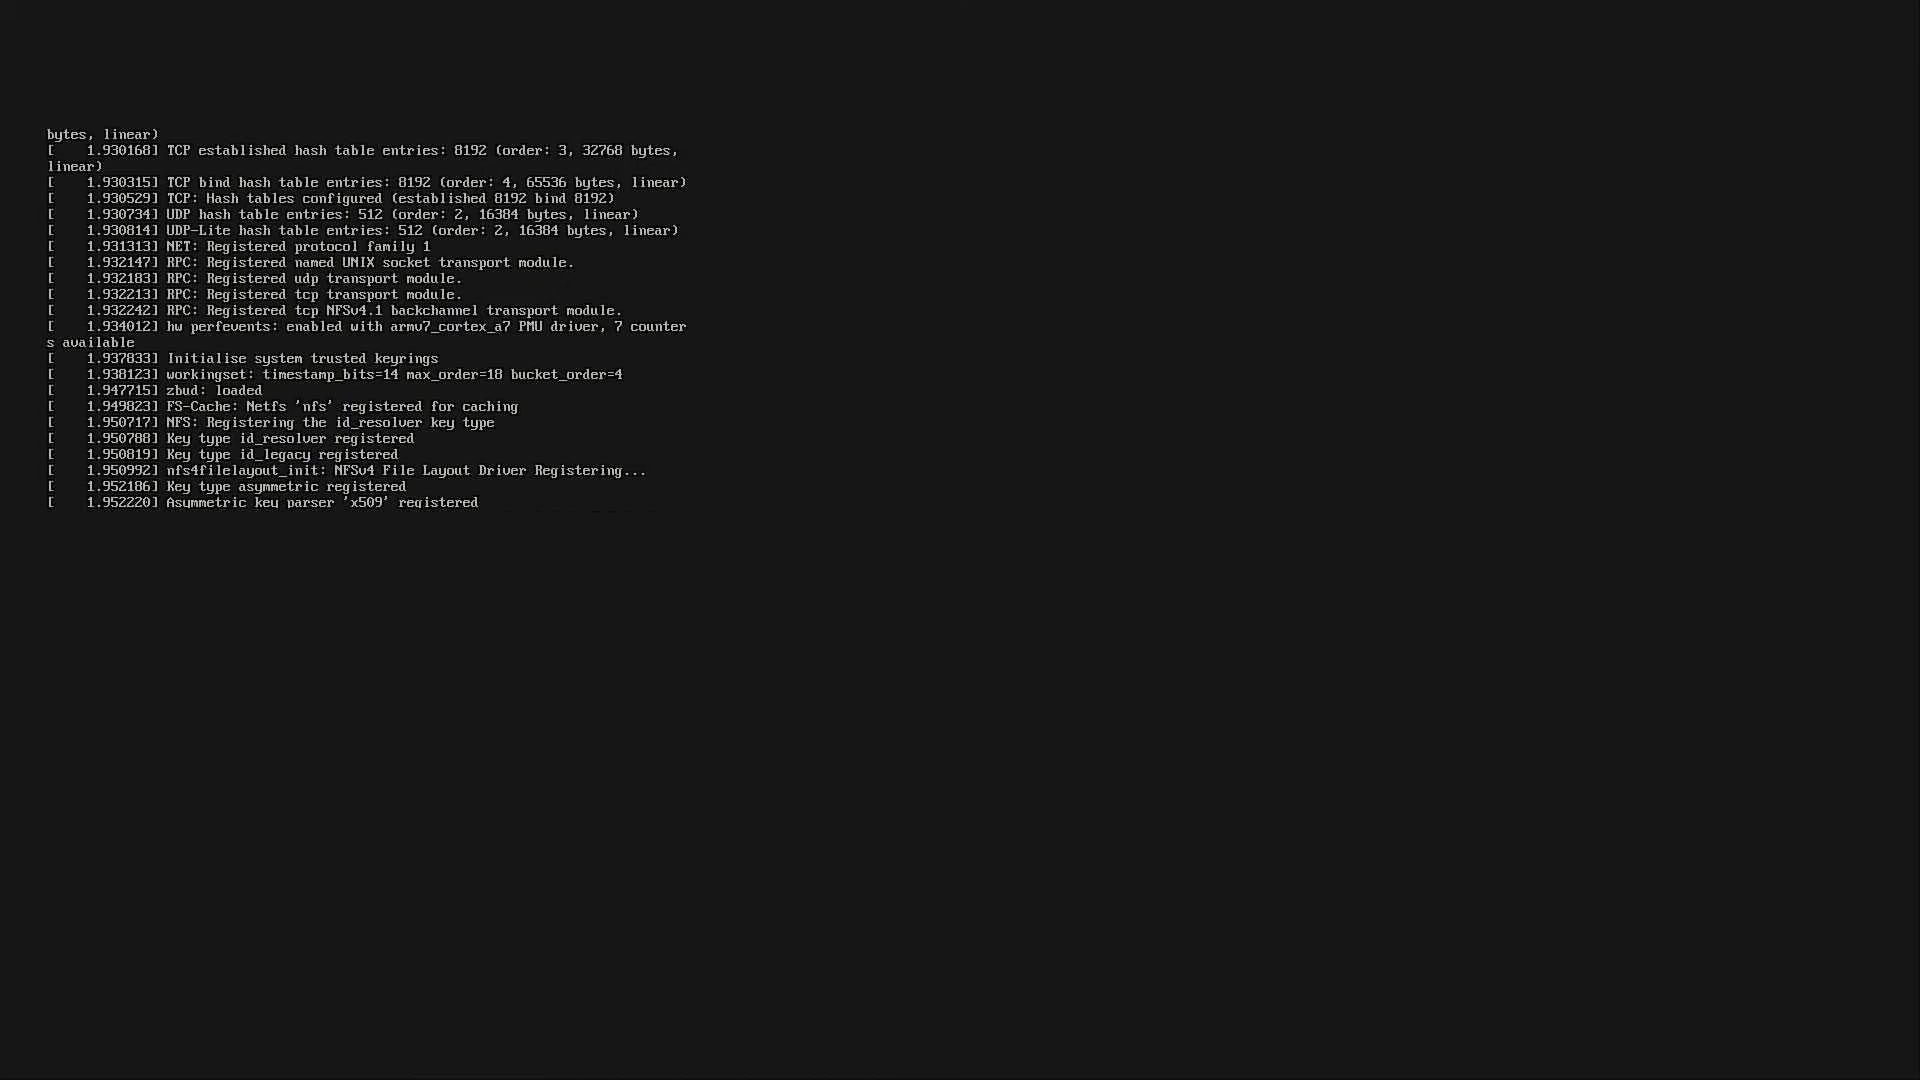 bytes, linear)
[    1.930168] TCP established hash table entries: 8192 (order: 3, 32768 bytes,
linear)
[    1.930315] TCP bind hash table entries: 8192 (order: 4, 65536 bytes, linear)
[    1.930529] TCP: Hash tables configured (established 8192 bind 8192)
[    1.930734] UDP hash table entries: 512 (order: 2, 16384 bytes, linear)
[    1.930814] UDP-Lite hash table entries: 512 (order: 2, 16384 bytes, linear)
[    1.931313] NET: Registered protocol family 1
[    1.932147] RPC: Registered named UNIX socket transport module.
[    1.932183] RPC: Registered udp transport module.
[    1.932213] RPC: Registered tcp transport module.
[    1.932242] RPC: Registered tcp NFSv4.1 backchannel transport module.
[    1.934012] hw perfevents: enabled with armv7_cortex_a7 PMU driver, 7 counter
s available
[    1.937833] Initialise system trusted keyrings
[    1.938123] workingset: timestamp_bits=14 max_order=18 bucket_order=4
[    1.947715] zbud: loaded
[    1.949823] FS-Cache: Netfs 'nfs' registered for caching
[    1.950717] NFS: Registering the id_resolver key type
[    1.950788] Key type id_resolver registered
[    1.950819] Key type id_legacy registered
[    1.950992] nfs4filelayout_init: NFSv4 File Layout Driver Registering...
[    1.952186] Key type asymmetric registered
[    1.952220] Asymmetric key parser 'x509' registered